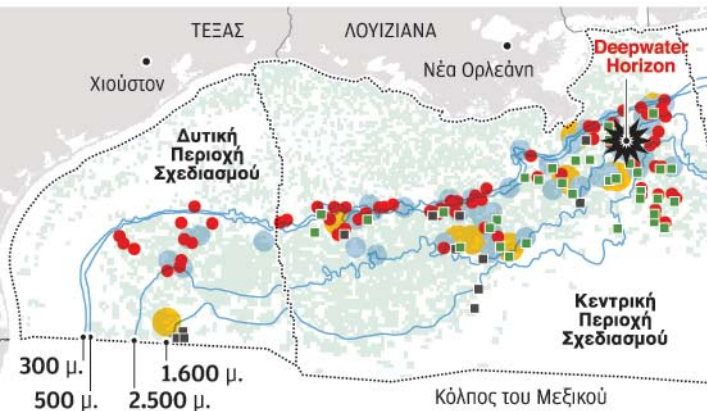 ΤΕΞΑΣ
ΛΟΥΙΖΙΑΝΑ
Χιούστον
Νέα Ορλεάνη
Deepwater
Horizon
Δυτική
Περιοχή
Σχεδιασμού
Κεντρική
Περιοχή
Σχεδιασμού
300 μ.
500 μ.
2.500 μ.
1.600 μ.
Κόλπος του Μεξικού